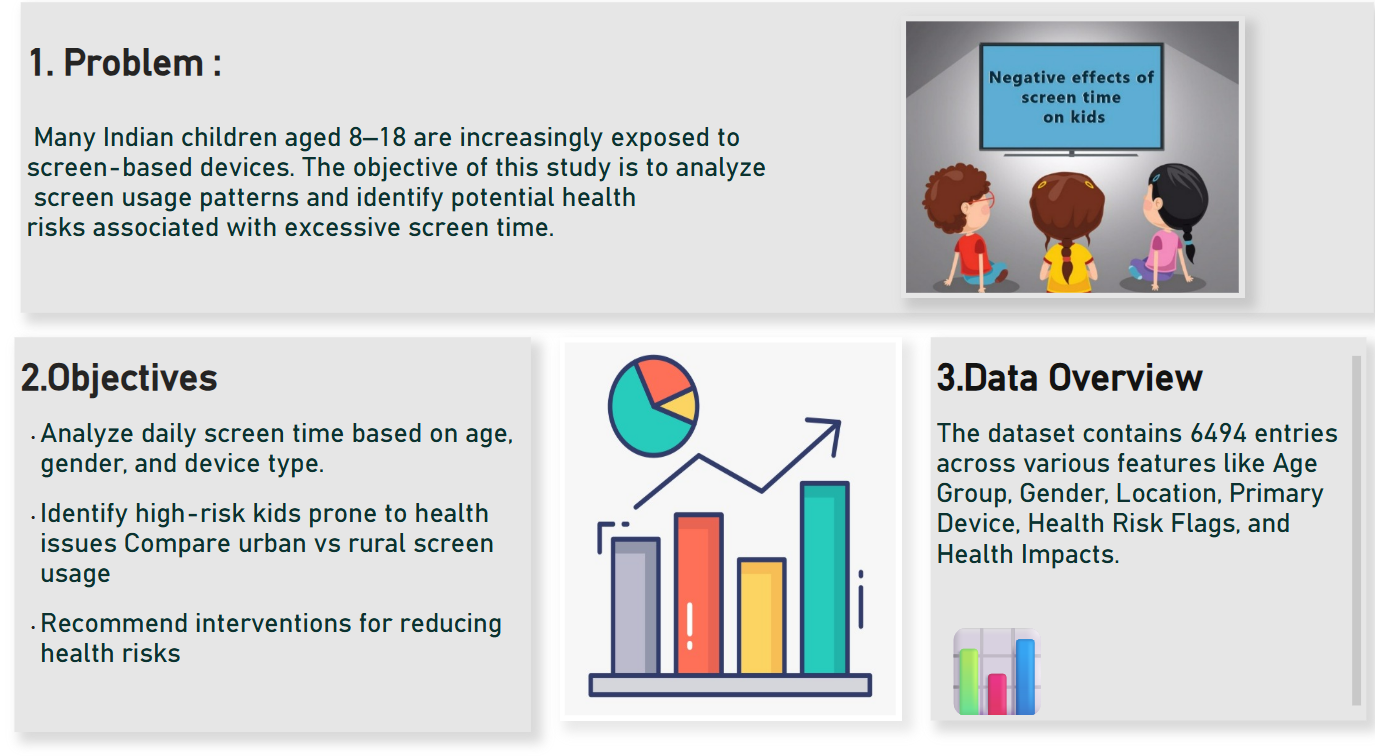 1. Problem :
Many Indian children aged 8–18 are increasingly exposed to
screen-based devices. The objective of this study is to analyze
screen usage patterns and identify potential health
risks associated with excessive screen time.
Negative effects of
screen time
on kids
2.Objectives
· Analyze daily screen time based on age,
gender, and device type.
· Identify high-risk kids prone to health
issues Compare urban vs rural screen
usage
· Recommend interventions for reducing
health risks
3.Data Overview
The dataset contains 6494 entries
across various features like Age
Group, Gender, Location, Primary
Device, Health Risk Flags, and
Health Impacts.